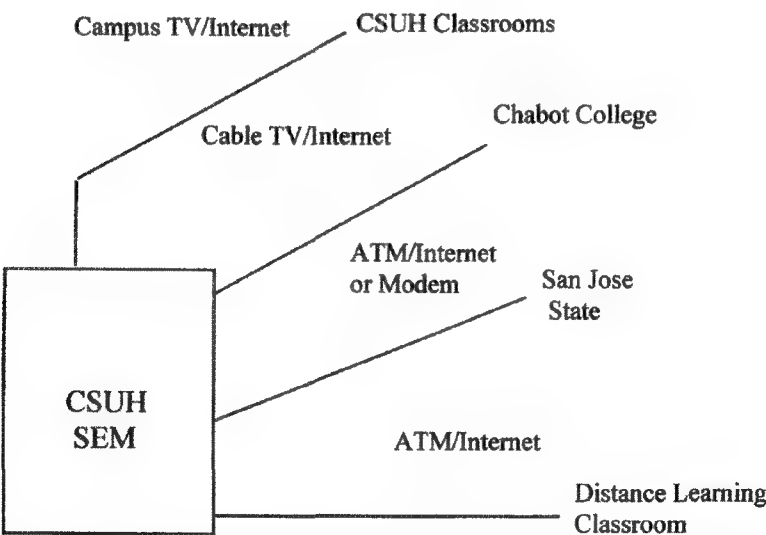 Campus TV/Internet
CSUH Classrooms
Cable TV/Internet
Chabot College
ATM/Internet
or Modem
San Jose
State
CSUH
SEM
ATM/Internet
Distance Learning
Classroom